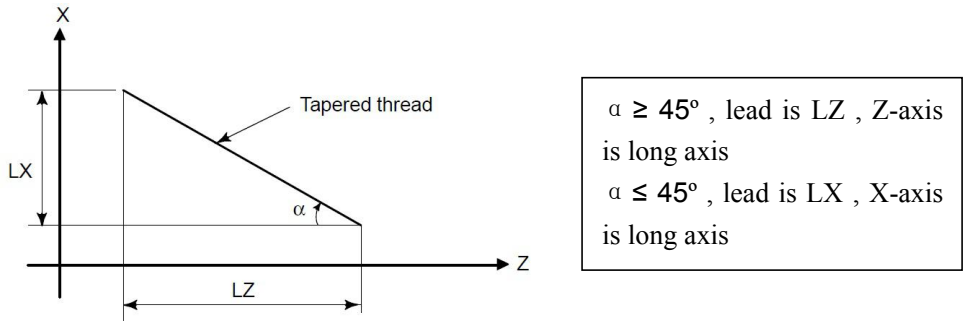 X
Tapered thread
LX
α
Z
LZ
α ≥ 45º , lead is LZ , Z-axis
is long axis
α ≤ 45º , lead is LX , X-axis
is long axis